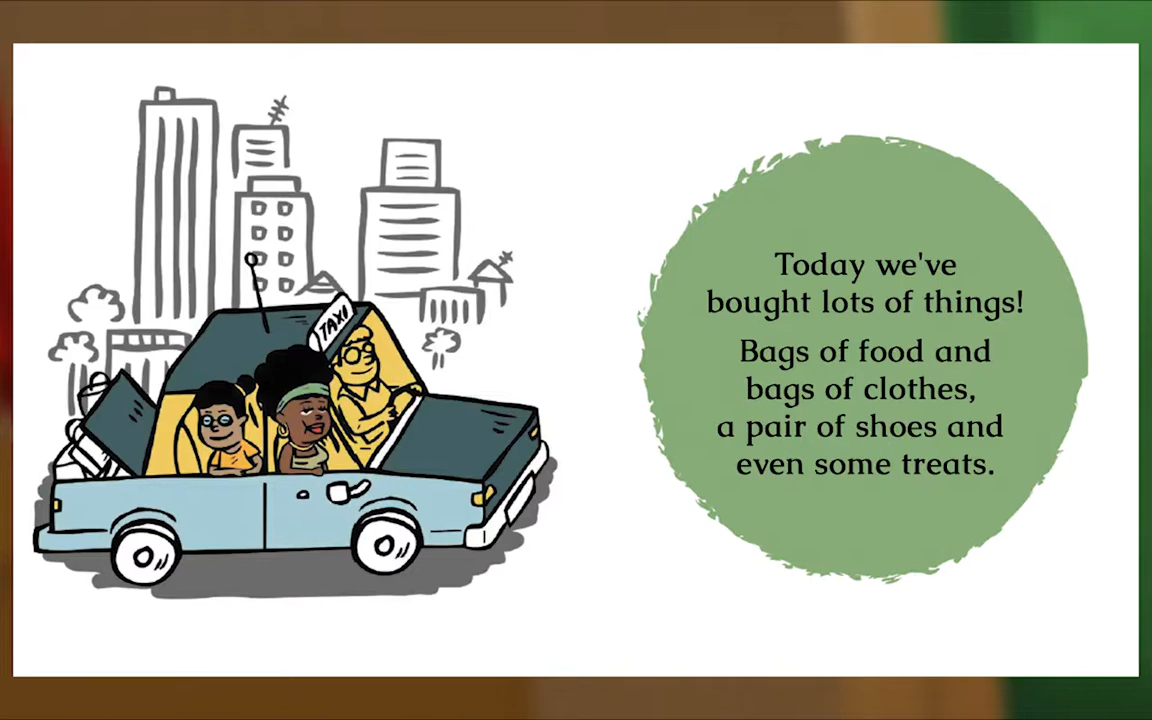 TAXI
Today we've
bought lots of things!
Bags of food and
bags of clothes,
a pair of shoes and
even some treats.